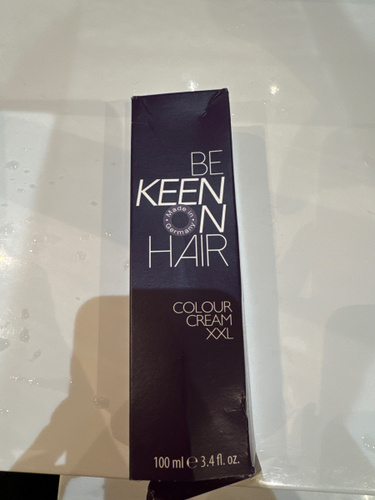 BE
KEEN
ON
Made in
Germany
HAIR
COLOUR
CREAM
XXL
100 ml ℮ 3.4 fl. oz.